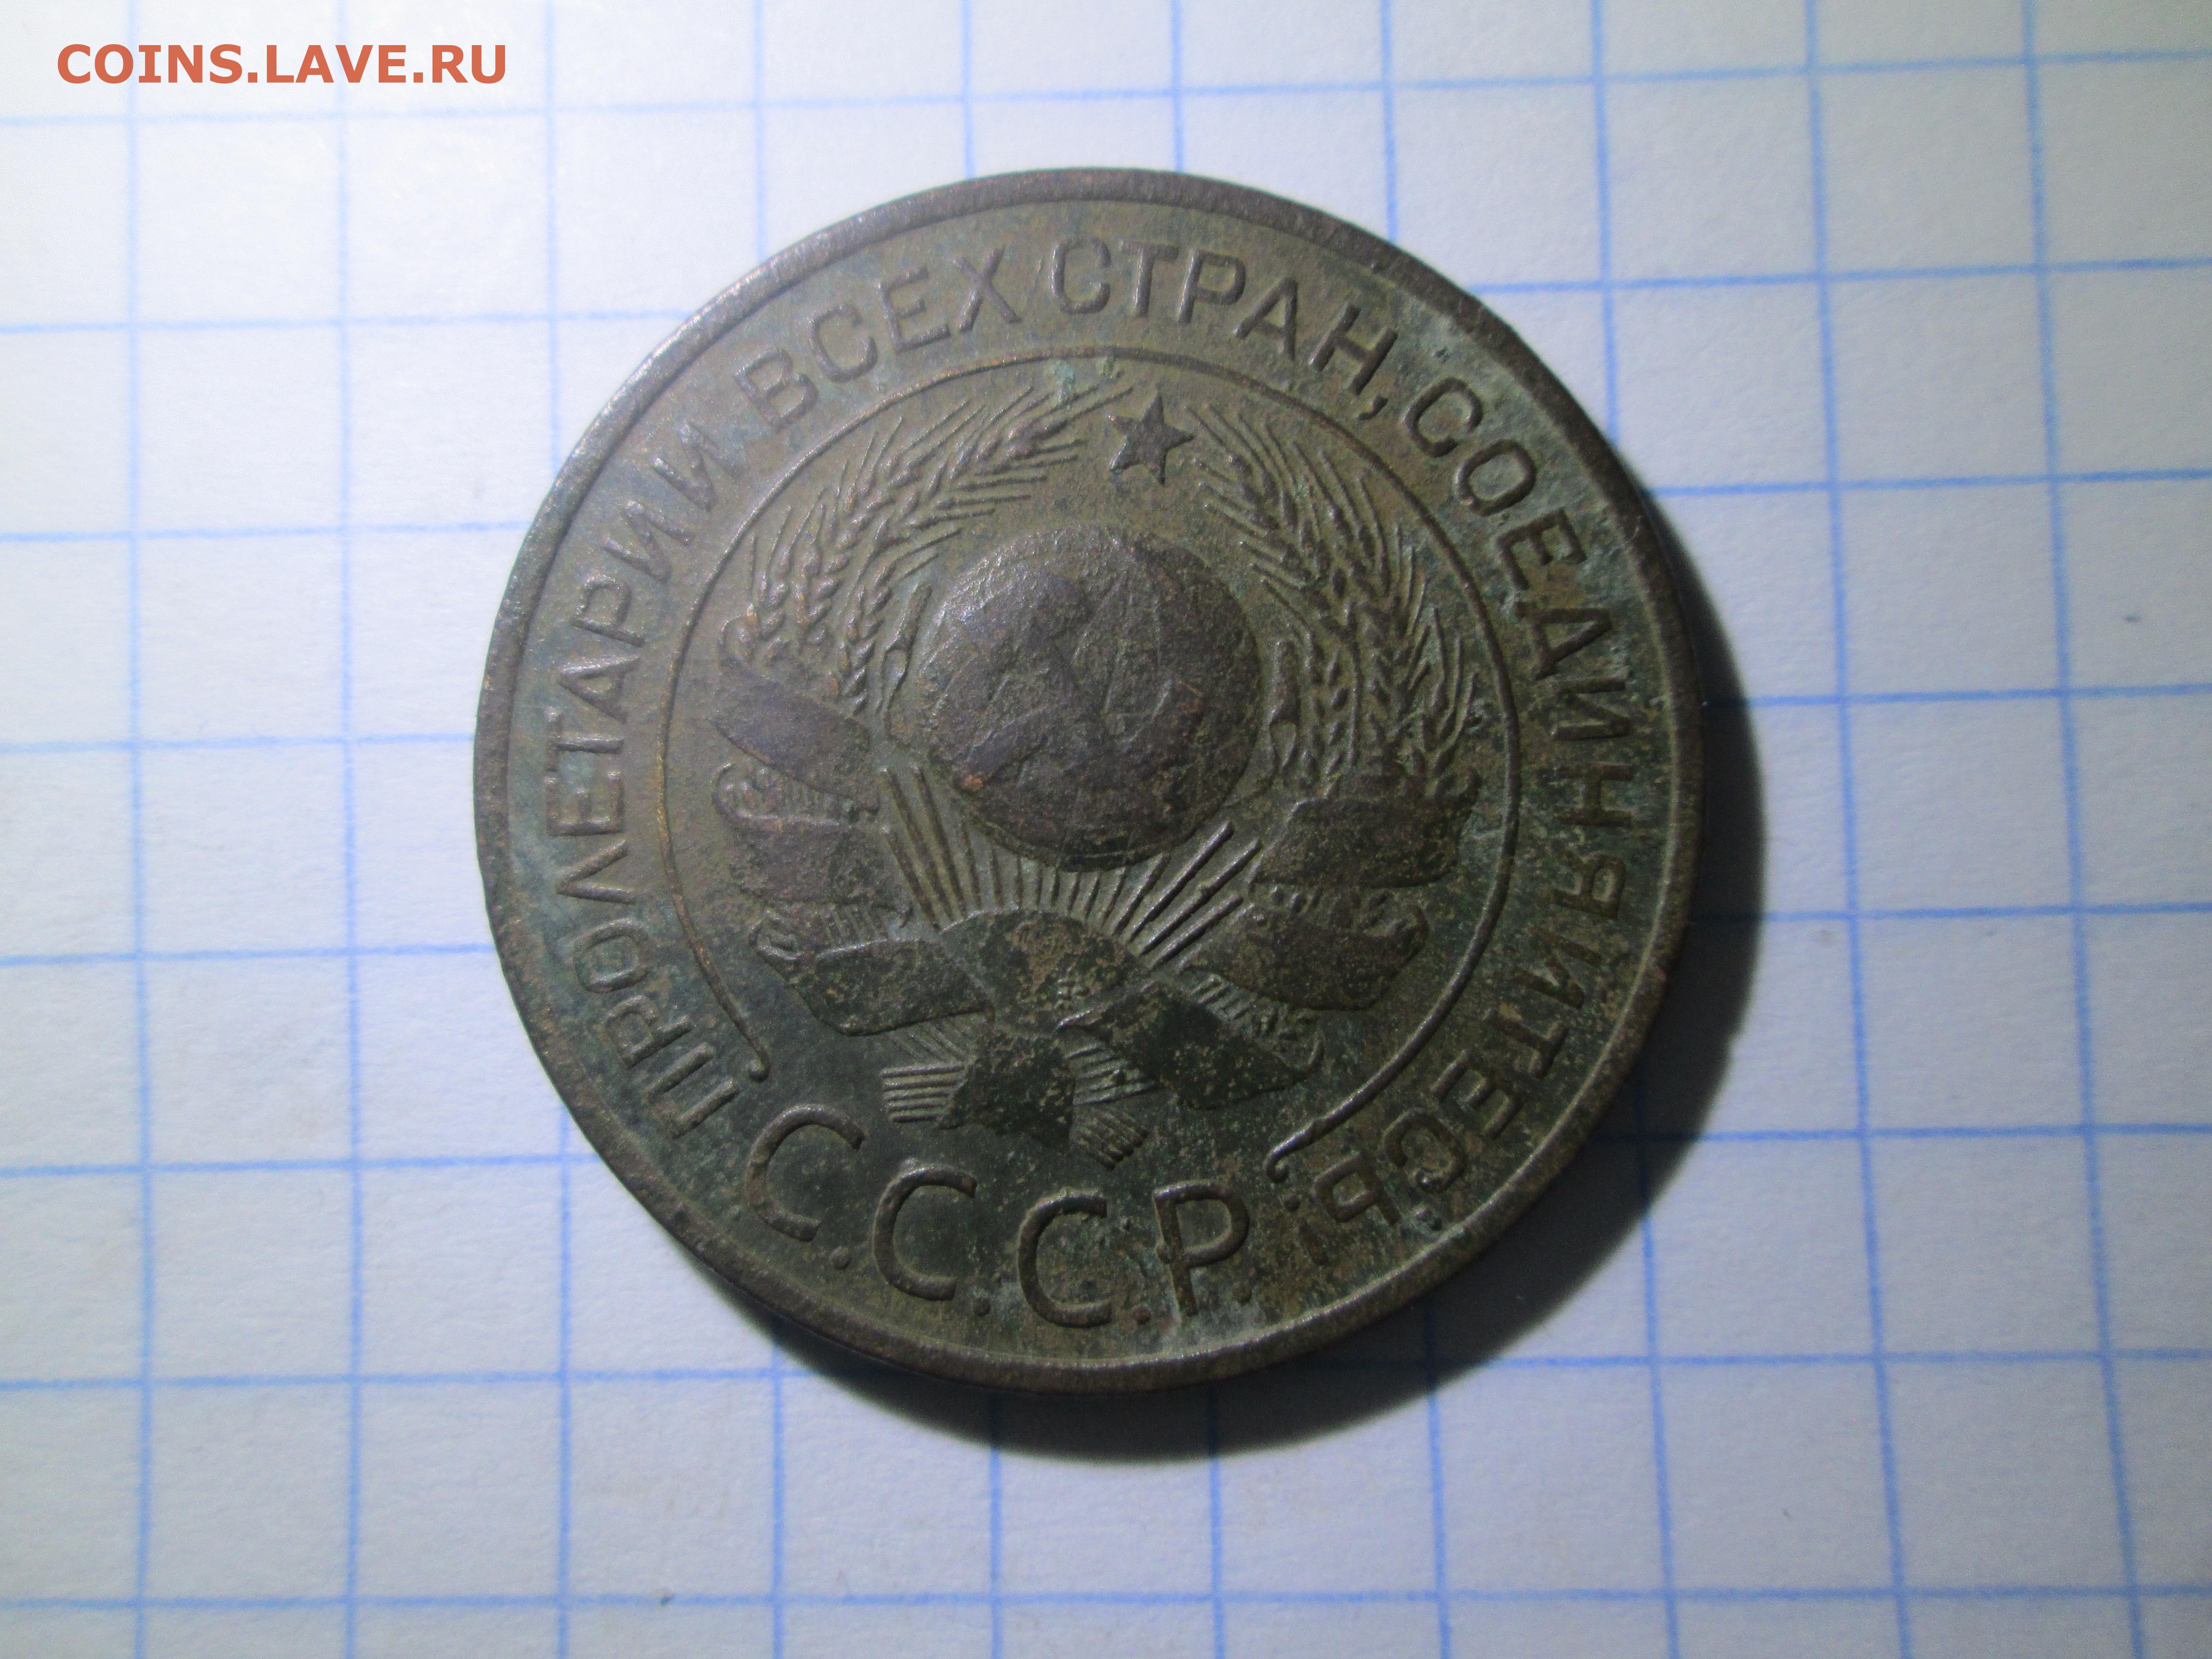 COINS.LAVE.RU
ПРОЛЕТАРИИ ВСЕХ СТРАН, СОЕДИНЯЙТЕСЬ!
С.С.С.Р.